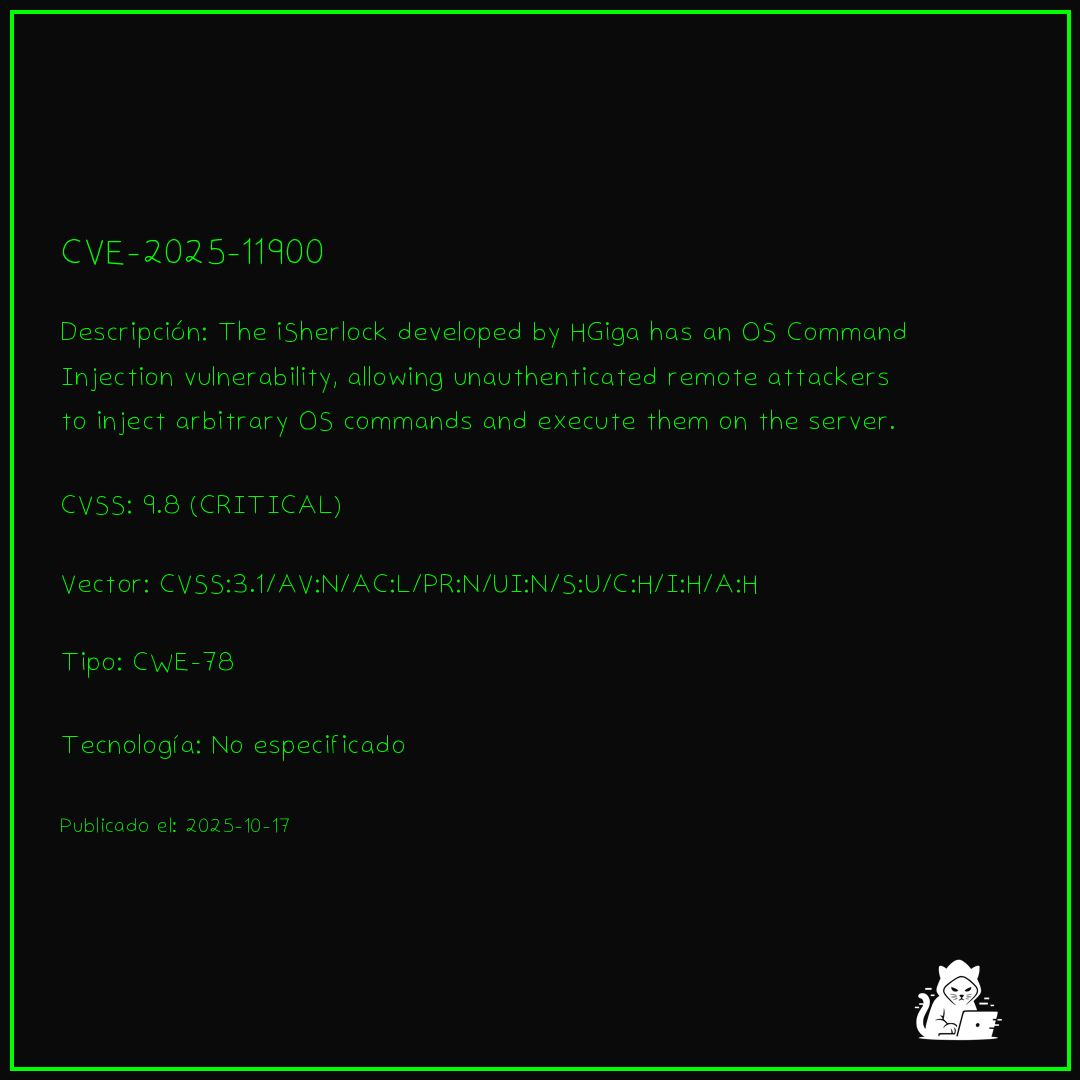 CVE-2025-11900
Descripción: The iSherlock developed by HGiga has an OS Command
Injection vulnerability, allowing unauthenticated remote attackers
to inject arbitrary OS commands and execute them on the server.
CVSS: 9.8 (CRITICAL)
Vector: CVSS:3.1/AV:N/AC:L/PR:N/UI:N/S:U/C:H/I:H/A:H
Tipo: CWE-78
Tecnología: No especificado
Publicado el: 2025-10-17